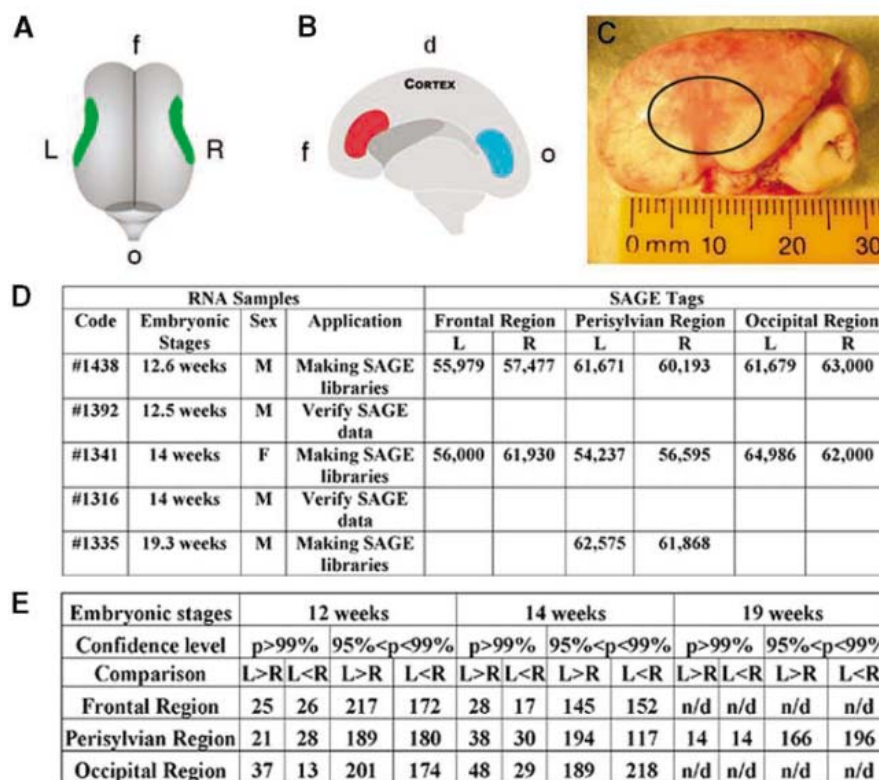 A
B
C
f
d
CORTEX
L
R
f
o
o
0 mm 10 20 30
D
RNA Samples SAGE Tags
Code Embryonic Stages Sex Application Frontal Region Perisylvian Region Occipital Region
L R L R L R
#1438 12.6 weeks M Making SAGE libraries 55,979 57,477 61,671 60,193 61,679 63,000
#1392 12.5 weeks M Verify SAGE data
#1341 14 weeks F Making SAGE libraries 56,000 61,930 54,237 56,595 64,986 62,000
#1316 14 weeks M Verify SAGE data
#1335 19.3 weeks M Making SAGE libraries 62,575 61,868
E
Embryonic stages 12 weeks 14 weeks 19 weeks
Confidence level p>99% 95%<p<99% p>99% 95%<p<99% p>99% 95%<p<99%
Comparison L>R L<R L>R L<R L>R L<R L>R L<R L>R L<R L>R L<R
Frontal Region 25 26 217 172 28 17 145 152 n/d n/d n/d n/d
Perisylvian Region 21 28 189 180 38 30 194 117 14 14 166 196
Occipital Region 37 13 201 174 48 29 189 218 n/d n/d n/d n/d